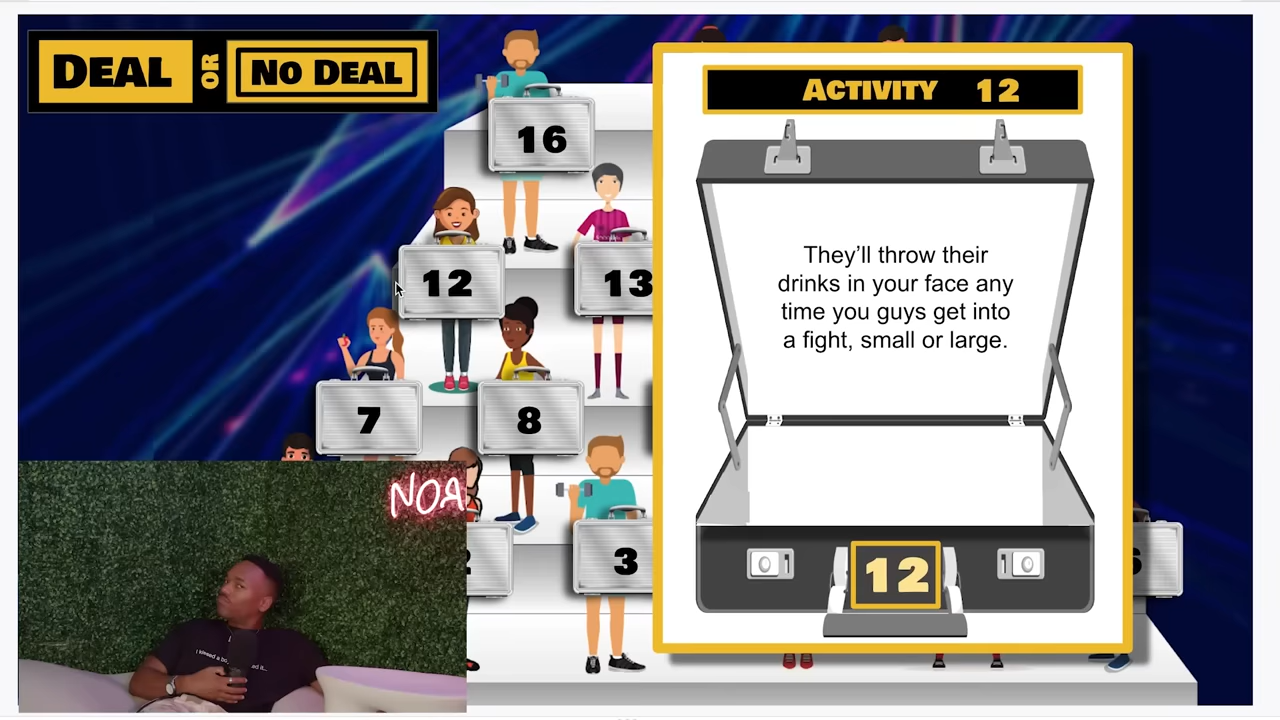 DEAL OR NO DEAL
ACTIVITY 12
16
They’ll throw their
drinks in your face any
time you guys get into
a fight, small or large.
12
13
7
8
NOA
3
12
I kissed a